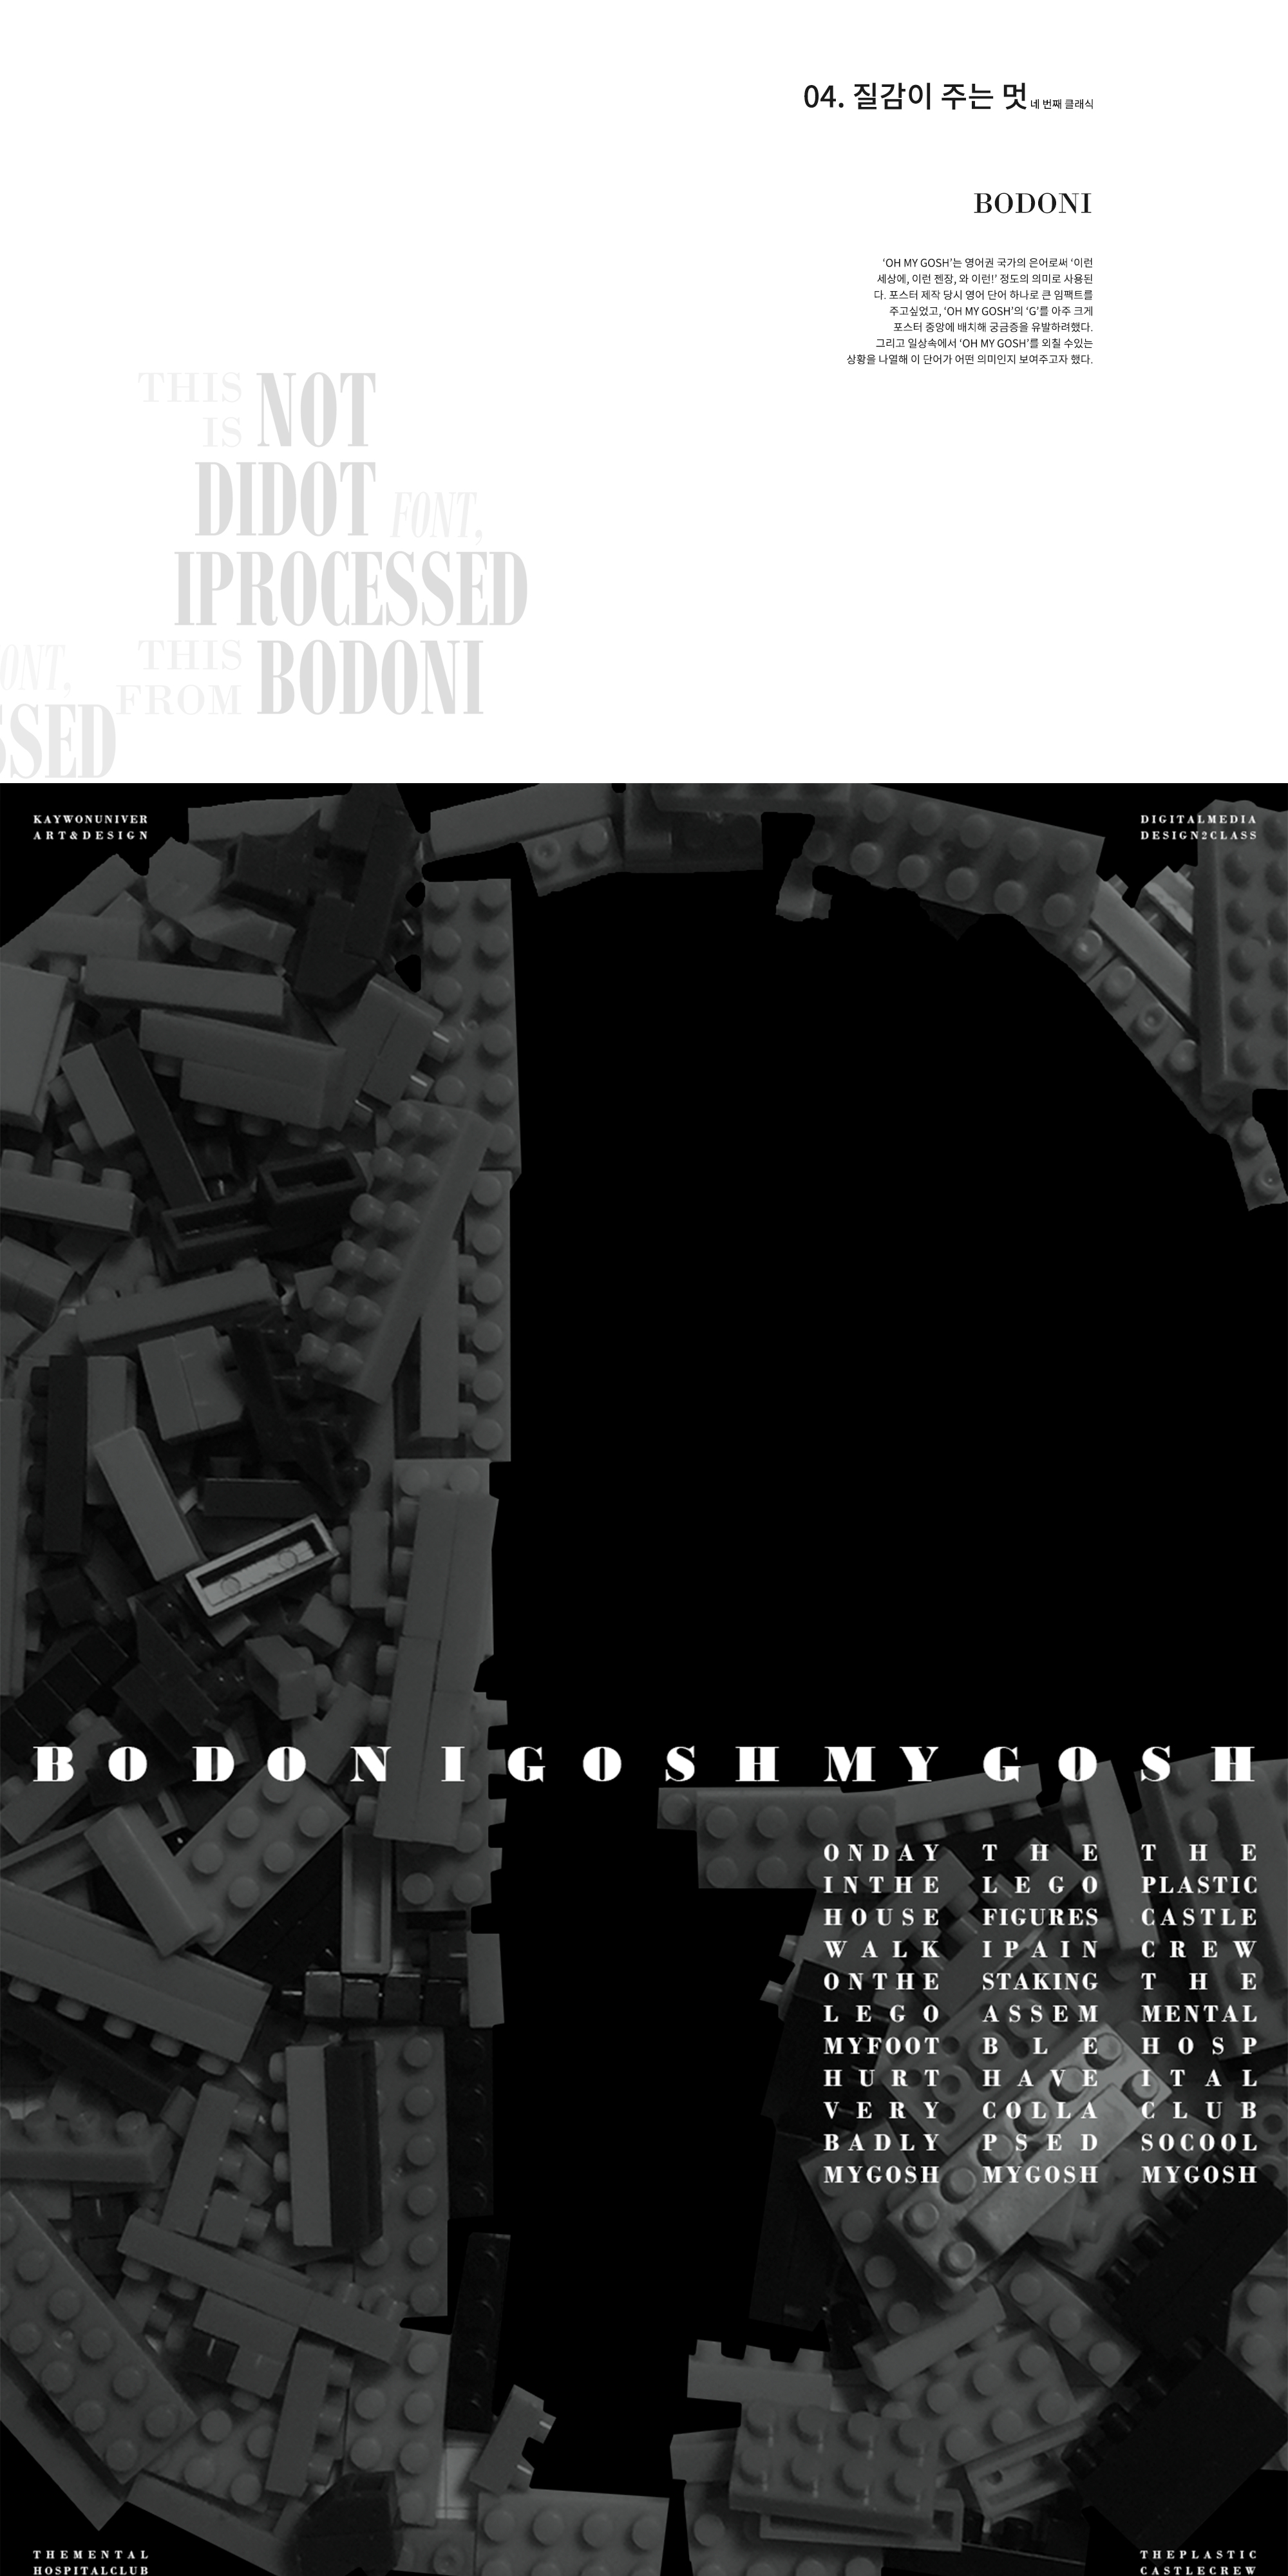 04. 질감이 주는 멋 네 번째 클래식
BODONI
‘OH MY GOSH’는 영어권 국가의 은어로써 ‘이런
세상에, 이런 젠장, 와 이런!’ 정도의 의미로 사용된
다. 포스터 제작 당시 영어 단어 하나로 큰 임팩트를
주고싶었고, ‘OH MY GOSH’의 ‘G’를 아주 크게
포스터 중앙에 배치해 궁금증을 유발하려했다.
그리고 일상속에서 ‘OH MY GOSH’를 외칠 수있는
상황을 나열해 이 단어가 어떤 의미인지 보여주고자 했다.
THIS
IS
NOT
DIDOT FONT,
IPROCESSED
THIS
FROM
BODONI
ONT,
SSED
KAYWONUNIVER
ART&DESIGN
DIGITALMEDIA
DESIGN2CLASS
BODONIGOSHMYGOSH
ONDAY
INTHE
HOUSE
WALK
ONTHE
LEGO
MYFOOT
HURT
VERY
BADLY
MYGOSH
THE
LEGO
FIGURES
IPAIN
STAKING
ASSEM
BLE
HAVE
COLLA
PSED
MYGOSH
THE
PLASTIC
CASTLE
CREW
THE
MENTAL
HOSP
ITAL
CLUB
SOCOOL
MYGOSH
THEMENTAL
HOSPITALCLUB
THEPLASTIC
CASTLECREW